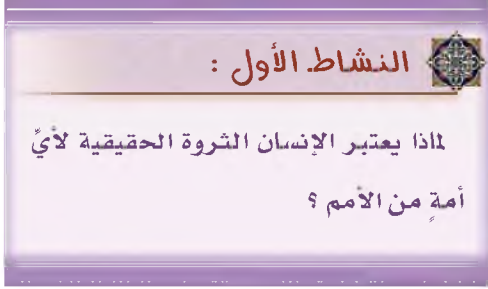 النشاط الأول :
لماذا يعتبر الإنسان الثروة الحقيقية لأيِّ
أمةٍ من الأمم ؟